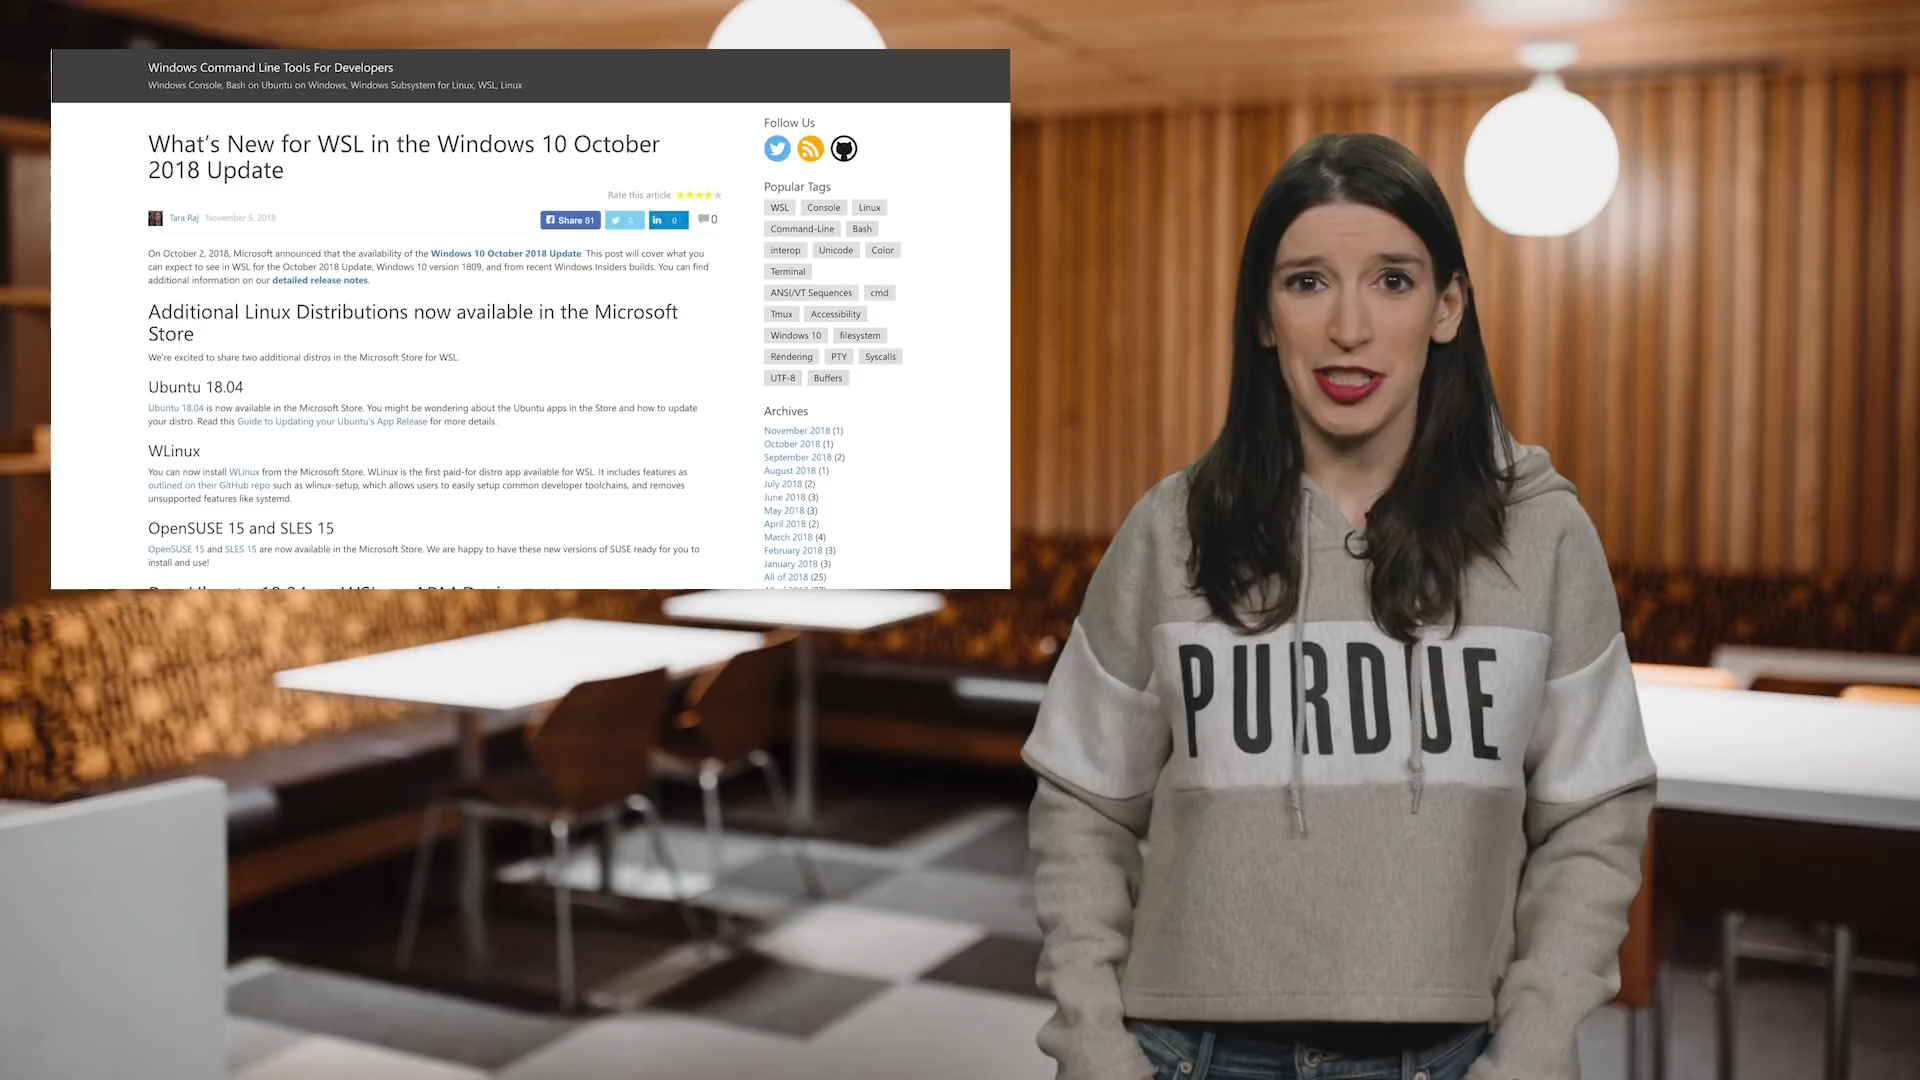 Windows Command Line Tools For Developers
Windows Console, Bash on Ubuntu on Windows, Windows Subsystem for Linux, WSL, Linux
What's New for WSL in the Windows 10 October
2018 Update
Rate this article
Tara Raj November 5, 2018
Share 81
0
in 0
0
On October 2, 2018, Microsoft announced that the availability of the Windows 10 October 2018 Update. This post will cover what you
can expect to see in WSL for the October 2018 Update, Windows 10 version 1809, and from recent Windows Insiders builds. You can find
additional information on our detailed release notes.
Additional Linux Distributions now available in the Microsoft
Store
We're excited to share two additional distros in the Microsoft Store for WSL.
Ubuntu 18.04
Ubuntu 18.04 is now available in the Microsoft Store. You might be wondering about the Ubuntu apps in the Store and how to update
your distro. Read this Guide to Updating your Ubuntu's App Release for more details.
WLinux
You can now install WLinux from the Microsoft Store. WLinux is the first paid-for distro app available for WSL. It includes features as
outlined on their GitHub repo such as wlinux-setup, which allows users to easily setup common developer toolchains, and removes
unsupported features like systemd.
OpenSUSE 15 and SLES 15
OpenSUSE 15 and SLES 15 are now available in the Microsoft Store. We are happy to have these new versions of SUSE ready for you to
install and use!
Follow Us
Popular Tags
WSL Console Linux
Command-Line Bash
interop Unicode Color
Terminal
ANSI/VT Sequences cmd
Tmux Accessibility
Windows 10 filesystem
Rendering PTY Syscalls
UTF-8 Buffers
Archives
November 2018 (1)
October 2018 (1)
September 2018 (2)
August 2018 (1)
July 2018 (2)
June 2018 (3)
May 2018 (3)
April 2018 (2)
March 2018 (4)
February 2018 (3)
January 2018 (3)
All of 2018 (25)
PURDUE